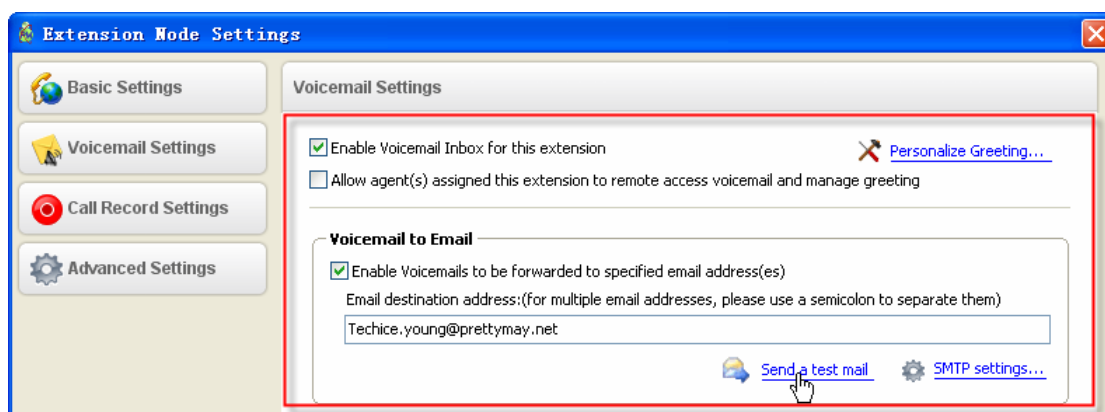 Extension Node Settings
Basic Settings
Voicemail Settings
Call Record Settings
Advanced Settings
Voicemail Settings
Enable Voicemail Inbox for this extension
Personalize Greeting...
Allow agent(s) assigned this extension to remote access voicemail and manage greeting
Voicemail to Email
Enable Voicemails to be forwarded to specified email address(es)
Email destination address:(for multiple email addresses, please use a semicolon to separate them)
Techice.young@prettymay.net
Send a test mail
SMTP settings...